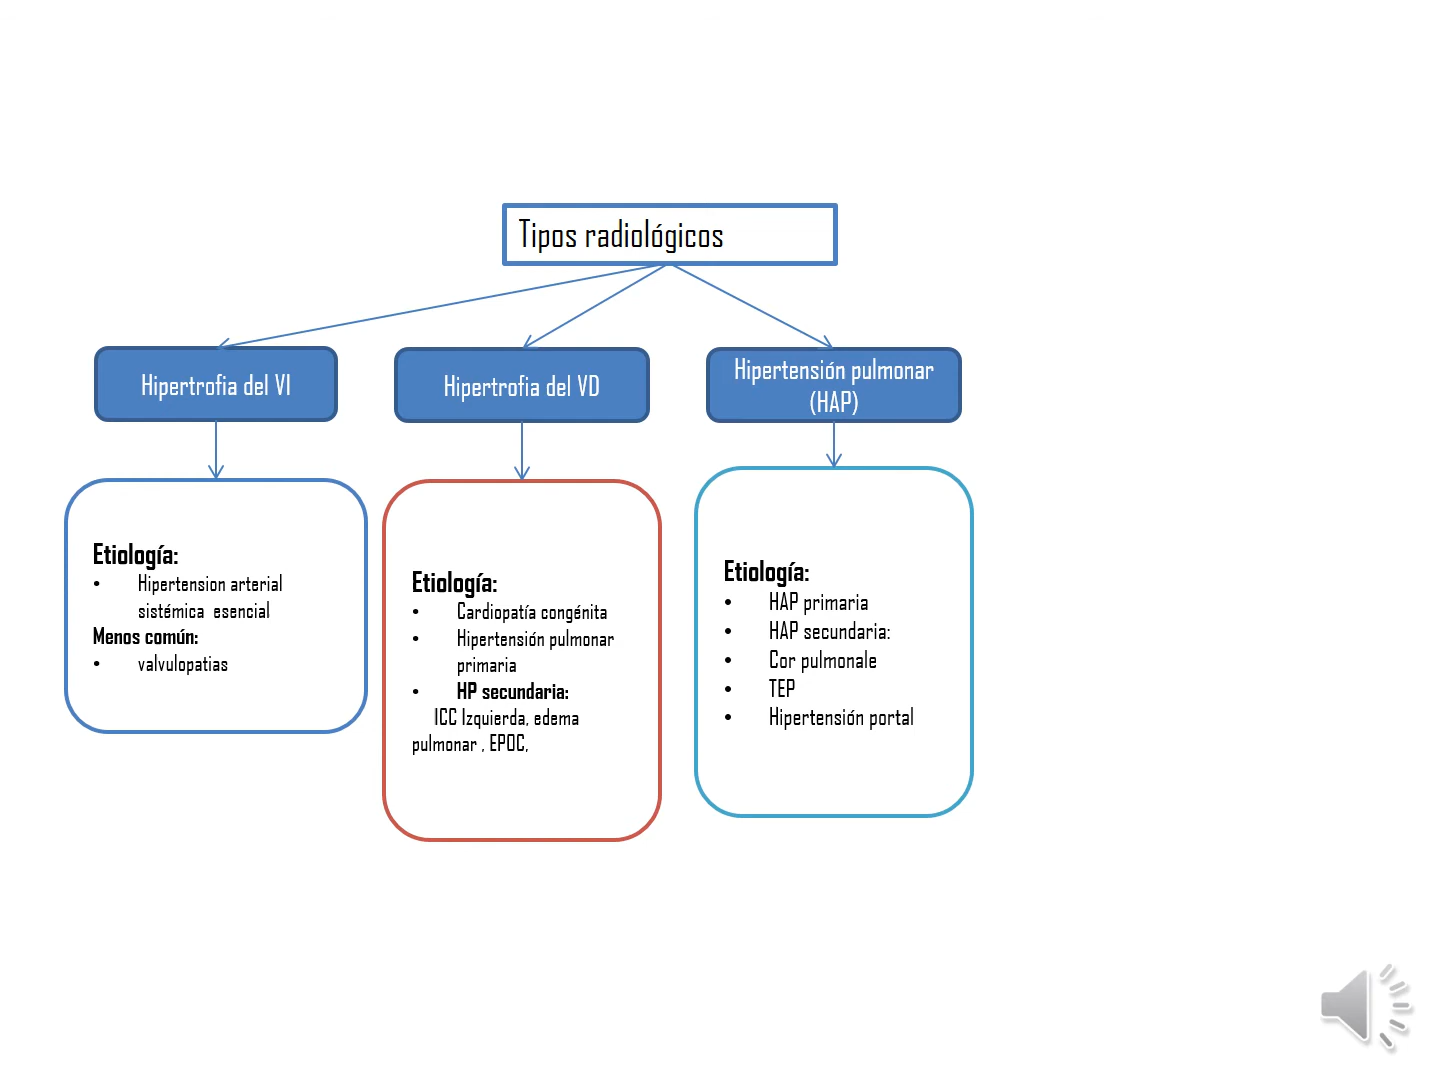 Tipos radiológicos
Hipertrofia del VI
Hipertrofia del VD
Hipertensión pulmonar
(HAP)
Etiología:
• Hipertension arterial
sistémica esencial
Menos común:
• valvulopatias
Etiología:
• Cardiopatía congénita
• Hipertensión pulmonar
primaria
• HP secundaria:
ICC Izquierda, edema
pulmonar , EPOC,
Etiología:
• HAP primaria
• HAP secundaria:
• Cor pulmonale
• TEP
• Hipertensión portal